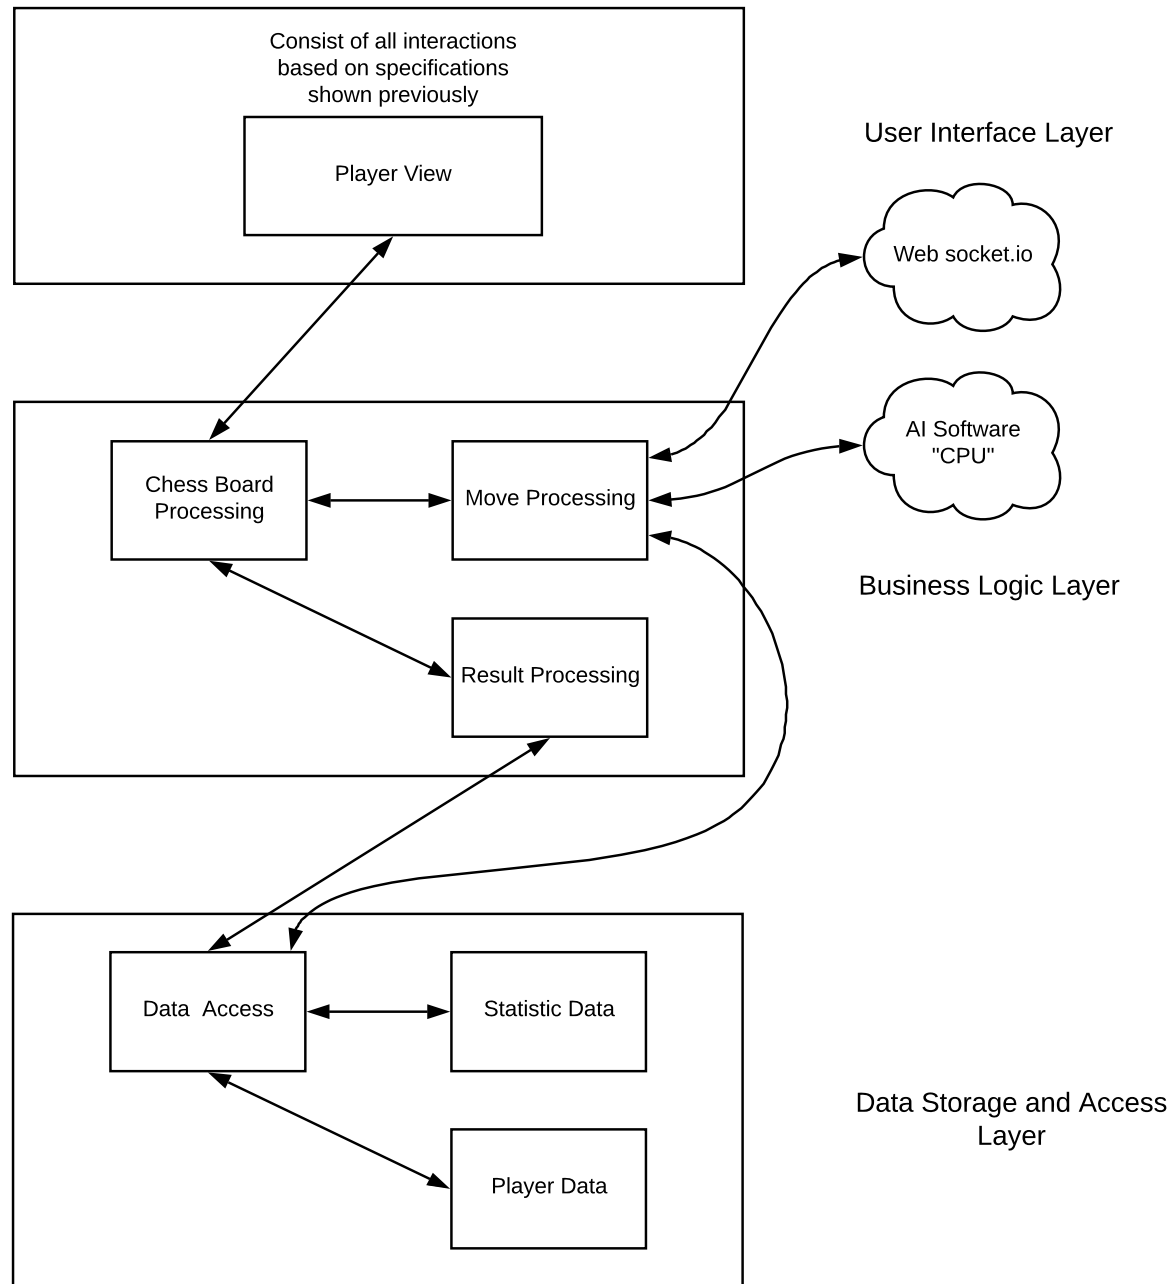 Consist of all interactions
based on specifications
shown previously
Player View
User Interface Layer
Web socket.io
AI Software
"CPU"
Chess Board
Processing
Move Processing
Business Logic Layer
Result Processing
Data  Access
Statistic Data
Data Storage and Access
Layer
Player Data